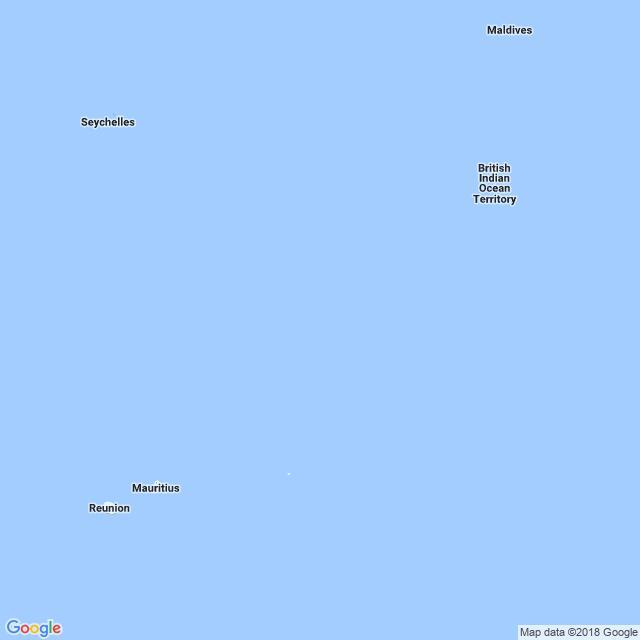 Maldives
Seychelles
British
Indian
Ocean
Territory
Mauritius
Reunion
Google
Map data ©2018 Google